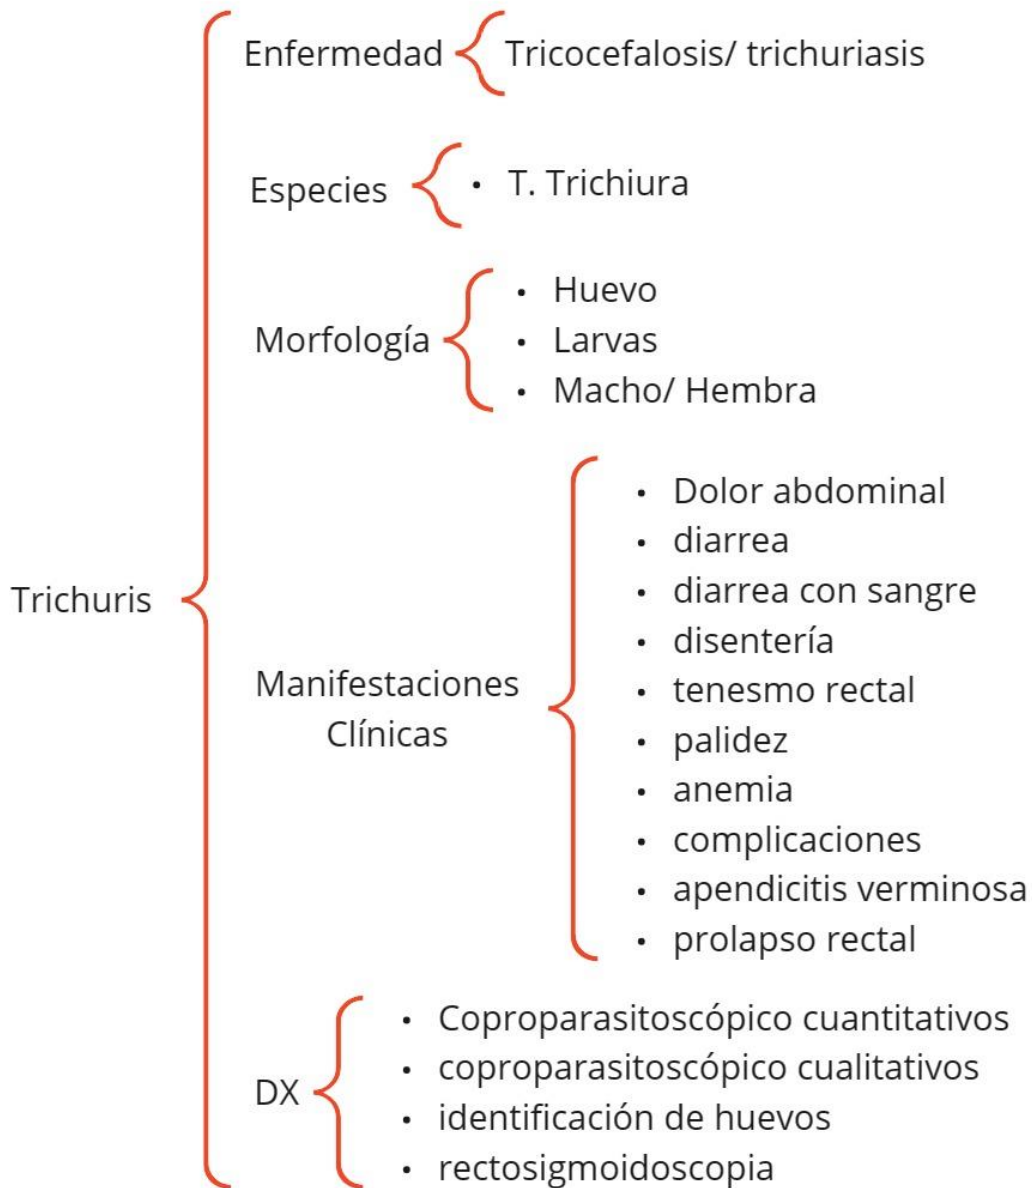 Trichuris
Enfermedad
Tricocefalosis/ trichuriasis
Especies
• T. Trichiura
Morfología
• Huevo
• Larvas
• Macho/ Hembra
Manifestaciones
Clínicas
• Dolor abdominal
• diarrea
• diarrea con sangre
• disentería
• tenesmo rectal
• palidez
• anemia
• complicaciones
• apendicitis verminosa
• prolapso rectal
DX
• Coproparasitoscópico cuantitativos
• coproparasitoscópico cualitativos
• identificación de huevos
• rectosigmoidoscopia